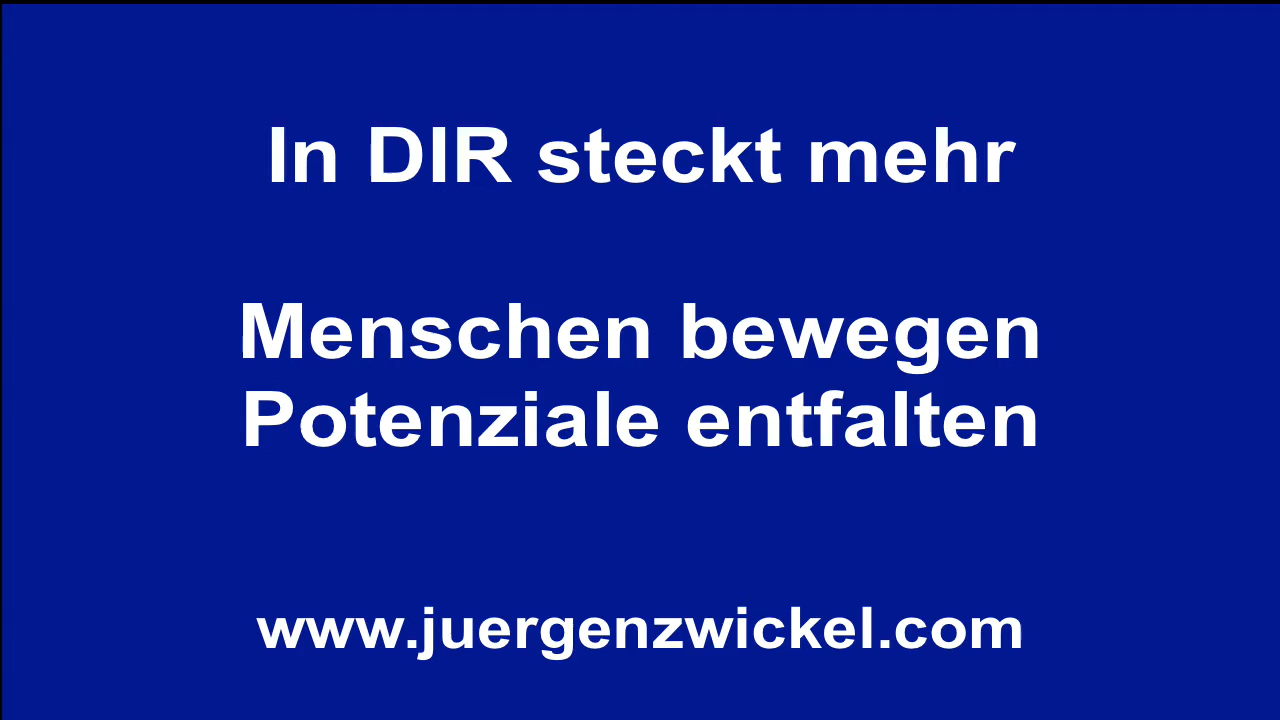 In DIR steckt mehr
Menschen bewegen
Potenziale entfalten
www.juergenzwickel.com